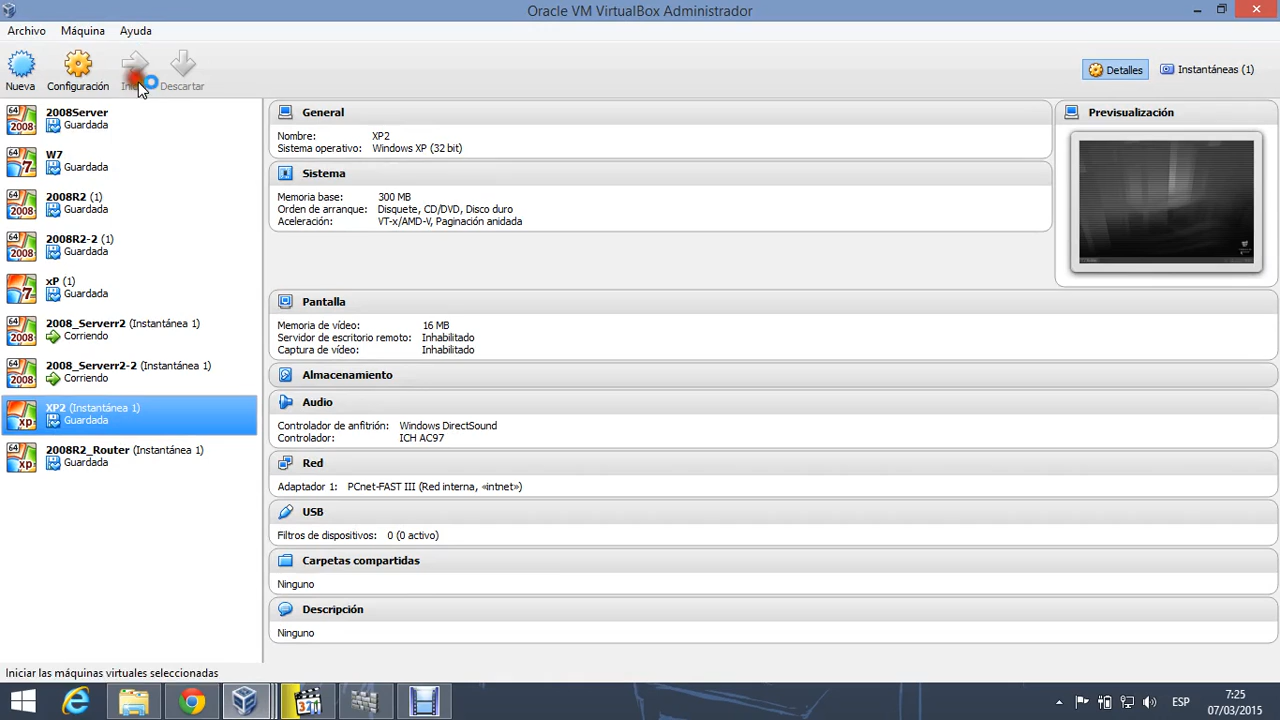 Oracle VM VirtualBox Administrador
Archivo Máquina Ayuda
Nueva Configuración Descartar
Detalles Instantáneas (1)
2008Server
Guardada
W7
Guardada
2008R2 (1)
Guardada
2008R2-2 (1)
Guardada
xP (1)
Guardada
2008_Serverr2 (Instantánea 1)
Corriendo
2008_Serverr2-2 (Instantánea 1)
Corriendo
XP2 (Instantánea 1)
Guardada
2008R2_Router (Instantánea 1)
Guardada
General
Nombre: XP2
Sistema operativo: Windows XP (32 bit)
Sistema
Memoria base: 300 MB
Orden de arranque: Disquete, CD/DVD, Disco duro
Aceleración: VT-x/AMD-V, Paginación anidada
Previsualización
Pantalla
Memoria de vídeo: 16 MB
Servidor de escritorio remoto: Inhabilitado
Captura de vídeo: Inhabilitado
Almacenamiento
Audio
Controlador de anfitrión: Windows DirectSound
Controlador: ICH AC97
Red
Adaptador 1: PCnet-FAST III (Red interna, «intnet»)
USB
Filtros de dispositivos: 0 (0 activo)
Carpetas compartidas
Ninguno
Descripción
Ninguno
Iniciar las máquinas virtuales seleccionadas
ESP
7:25
07/03/2015